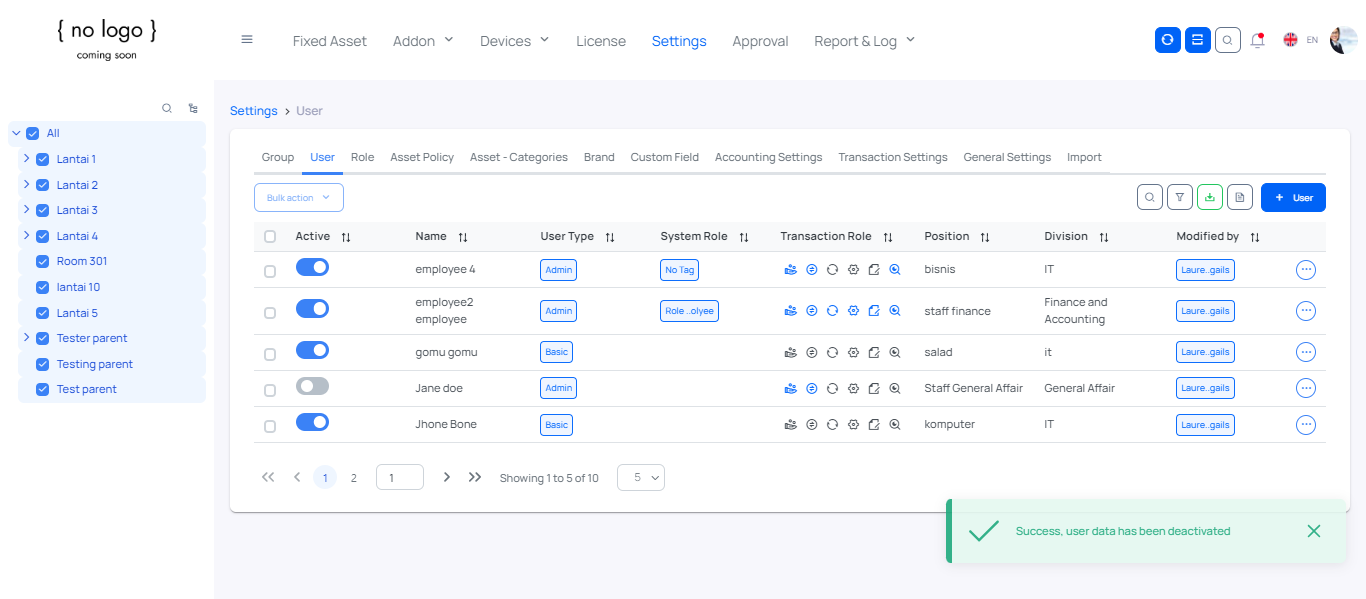 { no logo }
coming soon
Fixed Asset Addon Devices License Settings Approval Report & Log EN
Settings > User
All
Lantai 1
Lantai 2
Lantai 3
Lantai 4
Room 301
lantai 10
Lantai 5
Tester parent
Testing parent
Test parent
Group User Role Asset Policy Asset - Categories Brand Custom Field Accounting Settings Transaction Settings General Settings Import
Bulk action + User
Active Name User Type System Role Transaction Role Position Division Modified by
employee 4 Admin No Tag bisnis IT Laure..gails
employee2 employee Admin Role ..olyee staff finance Finance and Accounting Laure..gails
gomu gomu Basic salad it Laure..gails
Jane doe Admin Staff General Affair General Affair Laure..gails
Jhone Bone Basic komputer IT Laure..gails
1 2 1 Showing 1 to 5 of 10 5
Success, user data has been deactivated